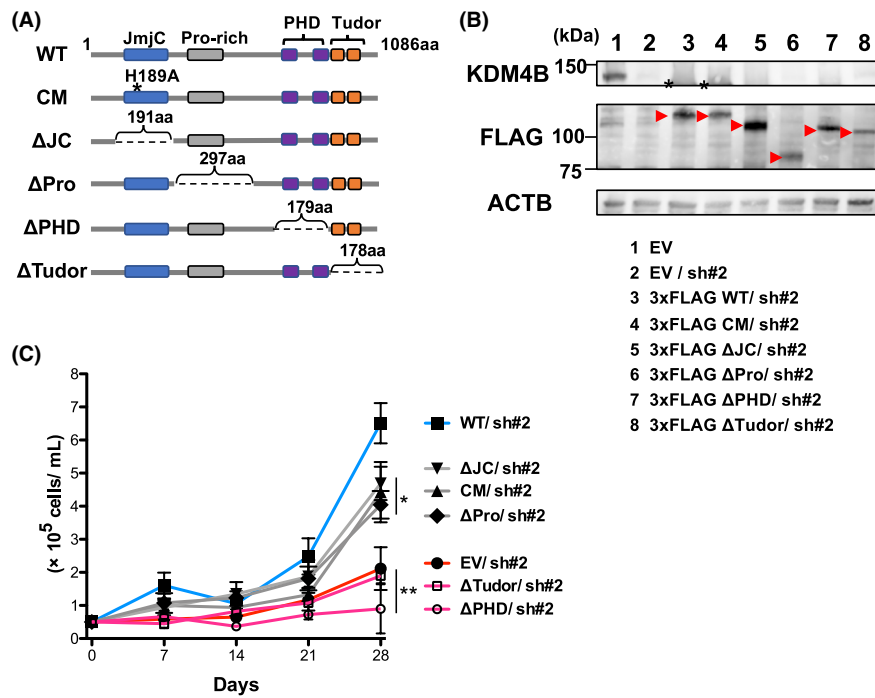 (A)
PHD Tudor
1 JmjC Pro-rich 1086aa
WT
H189A
CM *
191aa
ΔJC
297aa
ΔPro
179aa
ΔPHD
178aa
ΔTudor
(B)
(kDa) 1 2 3 4 5 6 7 8
150
KDM4B
* *
FLAG 100
75
ACTB
1 EV
2 EV / sh#2
3 3xFLAG WT/ sh#2
4 3xFLAG CM/ sh#2
5 3xFLAG ΔJC/ sh#2
6 3xFLAG ΔPro/ sh#2
7 3xFLAG ΔPHD/ sh#2
8 3xFLAG ΔTudor/ sh#2
(C)
(× 10⁵ cells/ mL)
8
7
6
5
4
3
2
1
0
0 7 14 21 28
Days
WT/ sh#2
ΔJC/ sh#2
CM/ sh#2
ΔPro/ sh#2
*
EV/ sh#2
ΔTudor/ sh#2
ΔPHD/ sh#2
**